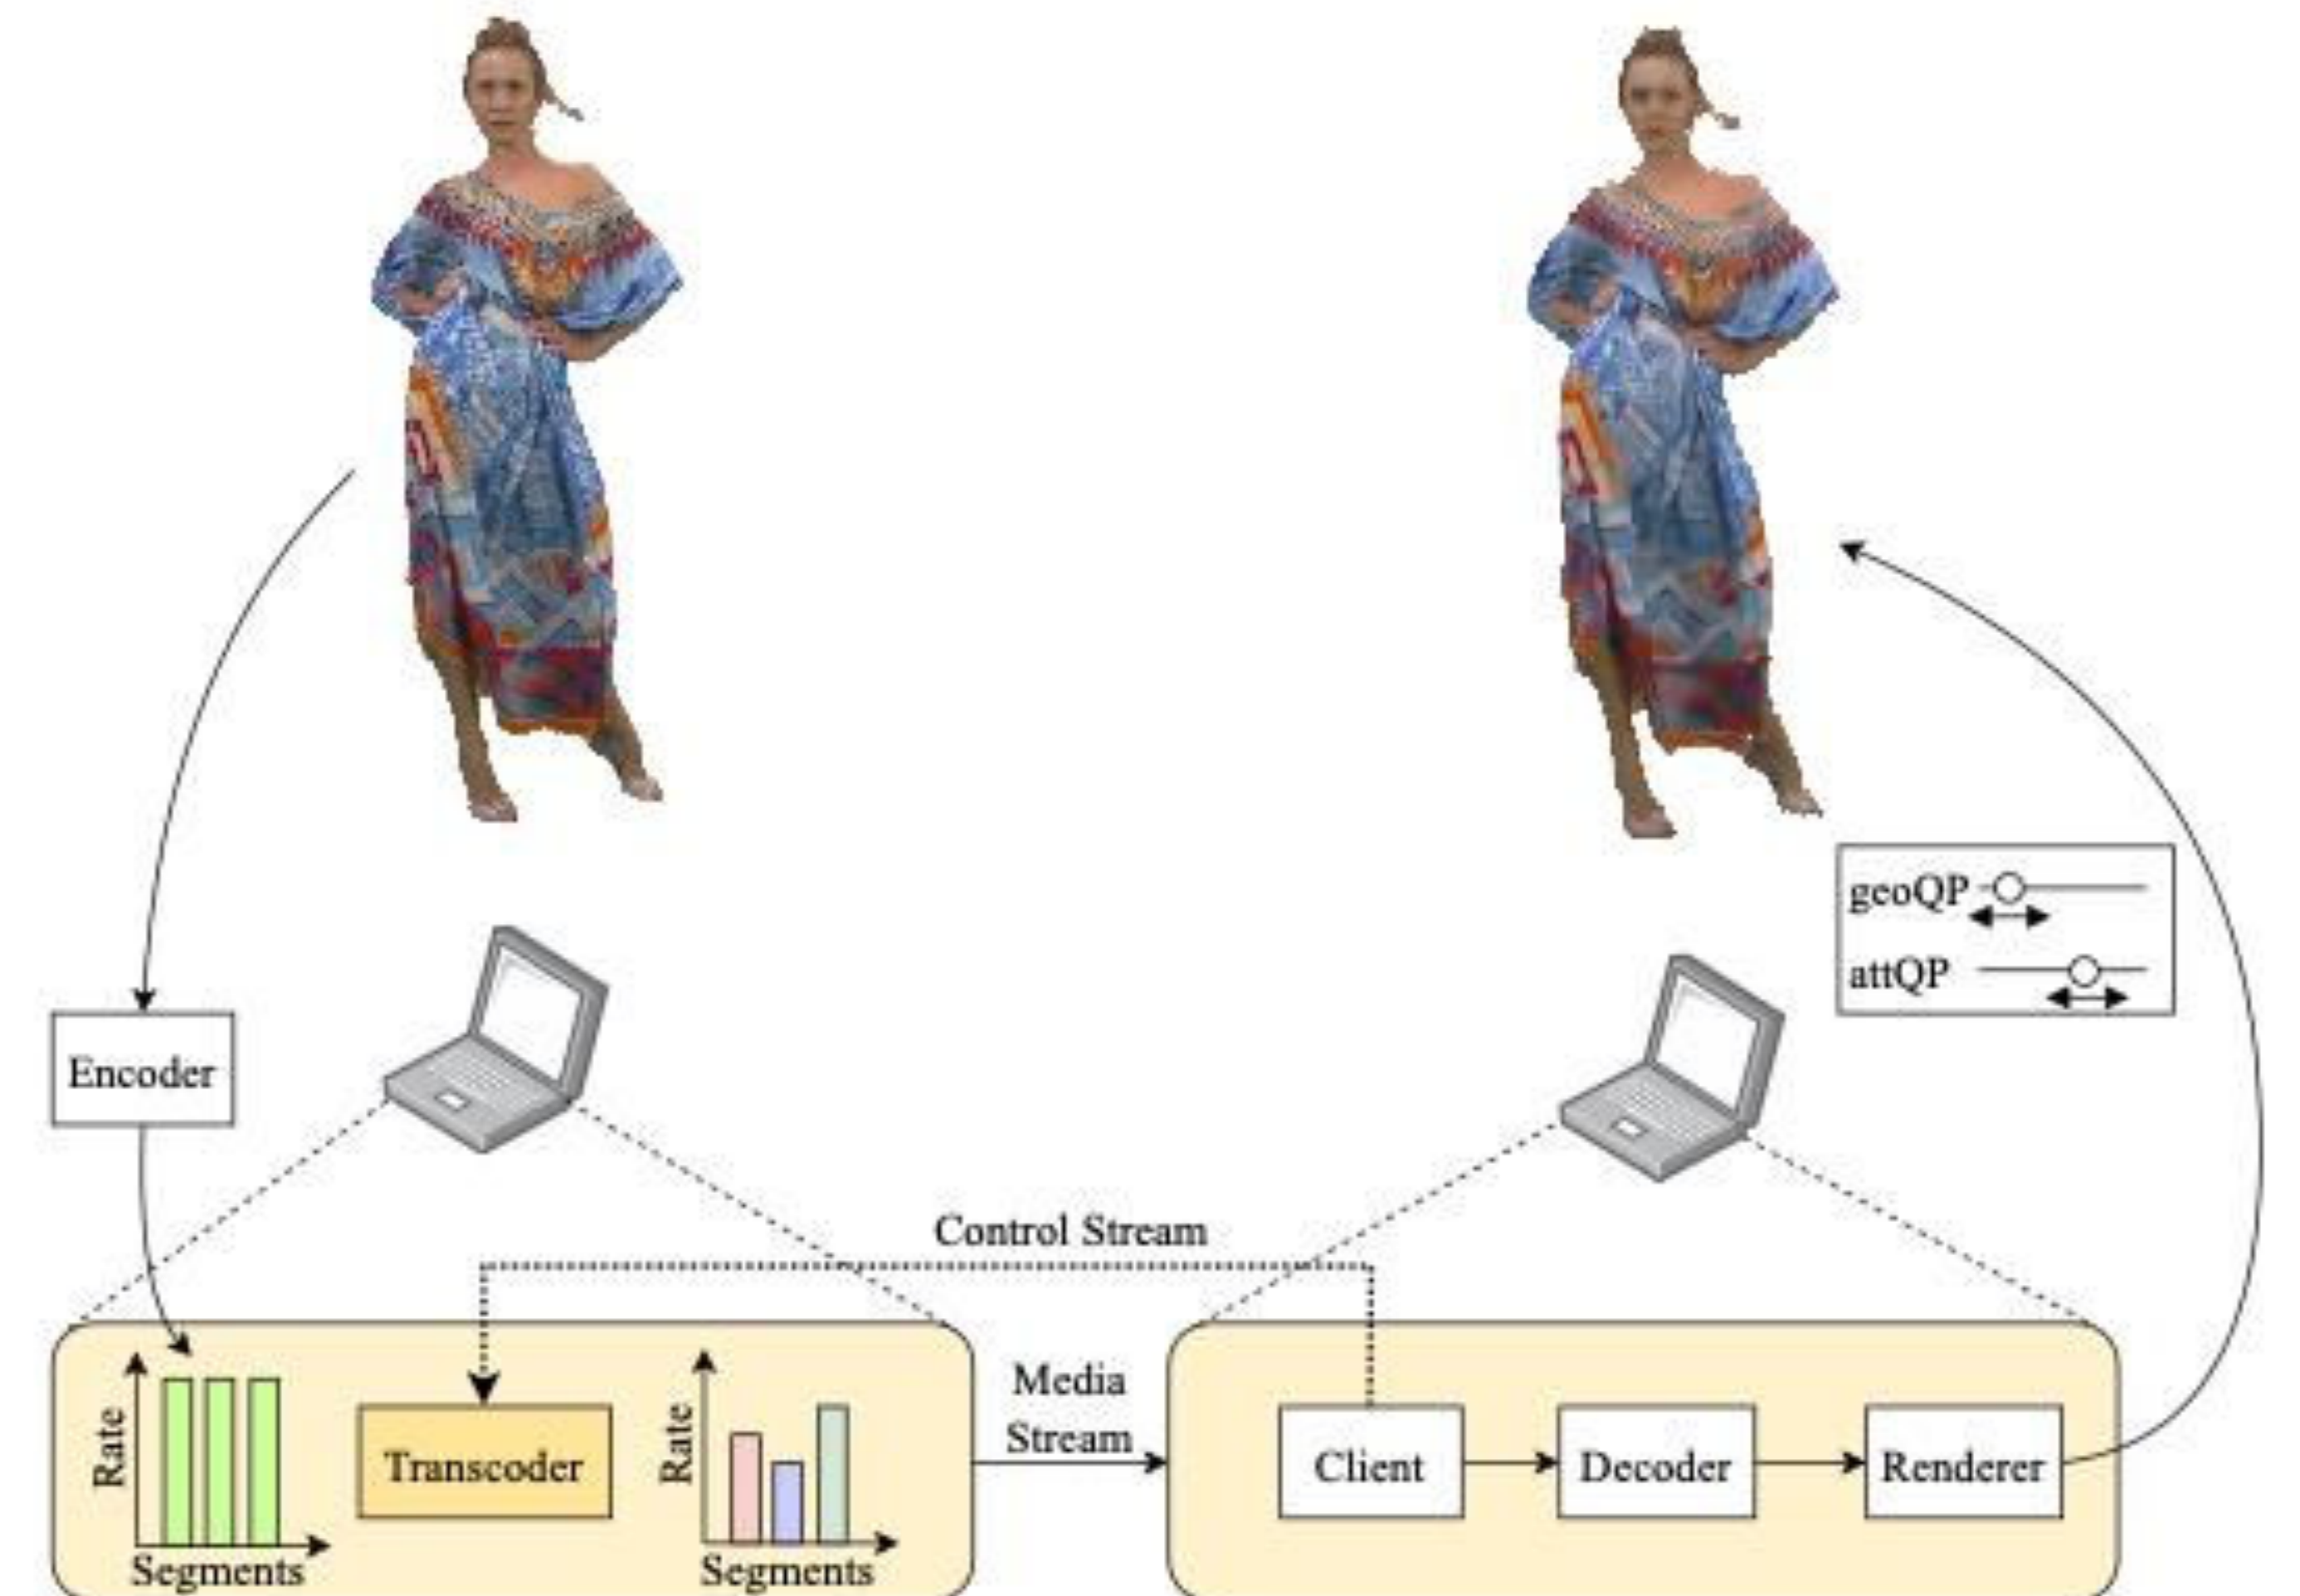 geoQP
attQP
Encoder
Control Stream
Media
Stream
Rate
Segments
Transcoder
Rate
Segments
Client
Decoder
Renderer